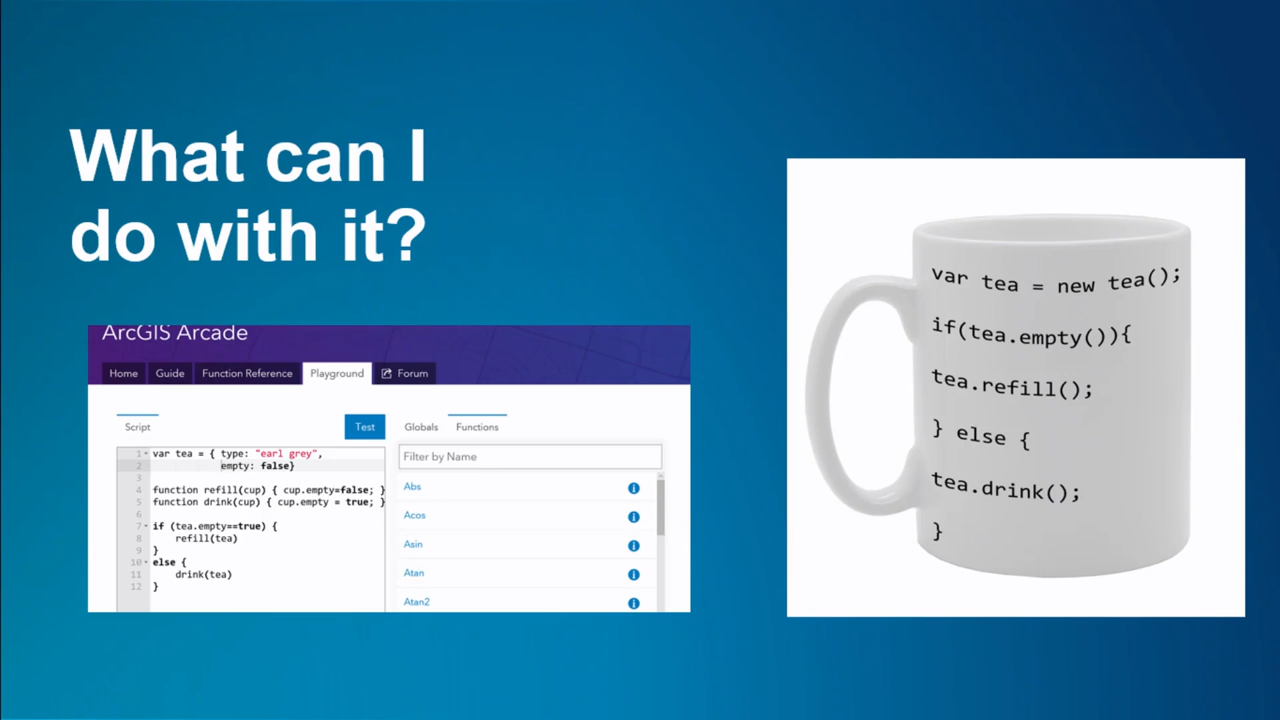 What can I
do with it?
ArcGIS Arcade
Home Guide Function Reference Playground Forum
Script Test Globals Functions
Filter by Name
1 var tea = { type: "earl grey",
2 empty: false}
3
4 function refill(cup) { cup.empty=false; }
5 function drink(cup) { cup.empty = true; }
6
7 if (tea.empty==true) {
8 refill(tea)
9 }
10 else {
11 drink(tea)
12 }
Abs
Acos
Asin
Atan
Atan2
var tea = new tea();
if(tea.empty()){
tea.refill();
} else {
tea.drink();
}